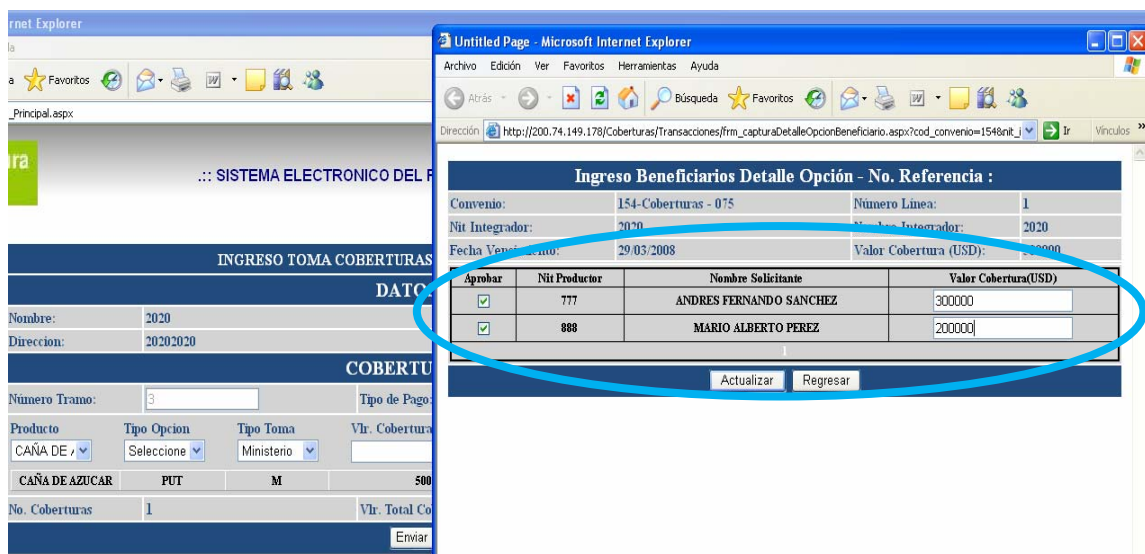 rnet Explorer
Favoritos
_Principal.aspx
ra
.:: SISTEMA ELECTRONICO DEL
INGRESO TOMA COBERTURAS
DATO
Nombre: 2020
Direccion: 20202020
COBERTU
Número Tramo: 3 Tipo de Pago:
Producto Tipo Opcion Tipo Toma Vlr. Cobertura
CAÑA DE Seleccione Ministerio
CAÑA DE AZUCAR PUT M 500
No. Coberturas 1 Vlr. Total Co
Enviar
Untitled Page - Microsoft Internet Explorer
Archivo Edición Ver Favoritos Herramientas Ayuda
Atrás Búsqueda Favoritos
Dirección http://200.74.149.178/Coberturas/Transacciones/frm_capturaDetalleOpcionBeneficiario.aspx?cod_convenio=154&nit_i Ir Vínculos »
Ingreso Beneficiarios Detalle Opción - No. Referencia :
Convenio: 154-Coberturas - 075 Número Línea: 1
Nit Integrador: 2020 Integrador: 2020
Fecha 29/03/2008 Valor Cobertura (USD):
Aprobar Nit Productor Nombre Solicitante Valor Cobertura(USD)
777 ANDRES FERNANDO SANCHEZ 300000
888 MARIO ALBERTO PEREZ 200000
1
Actualizar Regresar